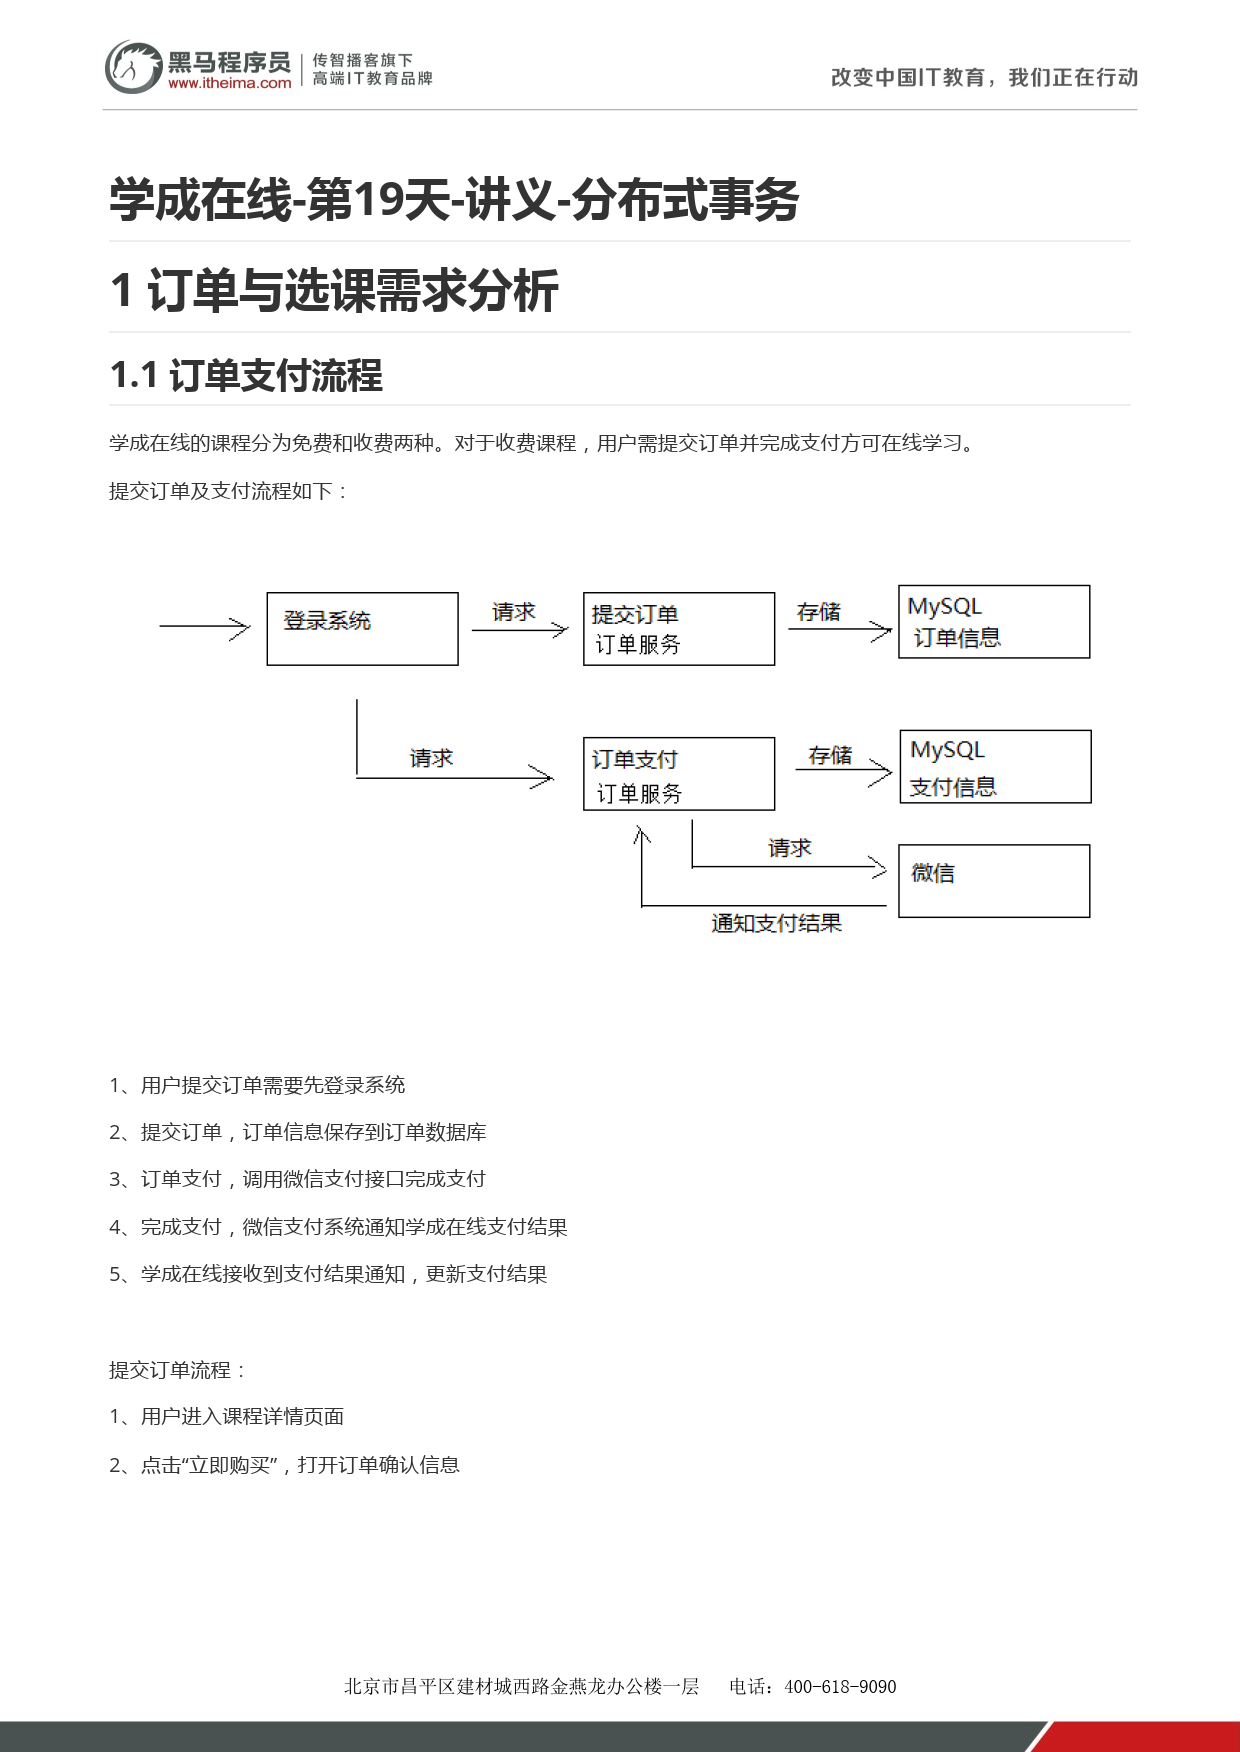 黑马程序员
www.itheima.com
传智播客旗下
高端IT教育品牌
改变中国IT教育，我们正在行动
学成在线-第19天-讲义-分布式事务
1 订单与选课需求分析
1.1 订单支付流程
学成在线的课程分为免费和收费两种。对于收费课程，用户需提交订单并完成支付方可在线学习。
提交订单及支付流程如下：
登录系统
请求
提交订单
订单服务
存储
MySQL
订单信息
请求
订单支付
订单服务
存储
MySQL
支付信息
请求
微信
通知支付结果
1、用户提交订单需要先登录系统
2、提交订单，订单信息保存到订单数据库
3、订单支付，调用微信支付接口完成支付
4、完成支付，微信支付系统通知学成在线支付结果
5、学成在线接收到支付结果通知，更新支付结果
提交订单流程：
1、用户进入课程详情页面
2、点击“立即购买”，打开订单确认信息
北京市昌平区建材城西路金燕龙办公楼一层 电话：400-618-9090